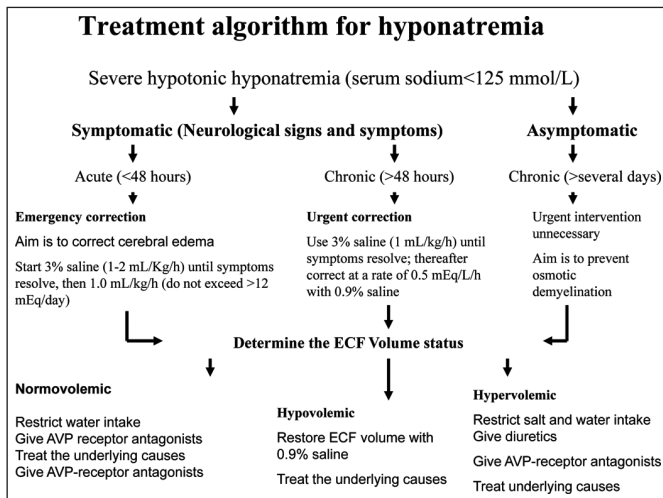 Treatment algorithm for hyponatremia
Severe hypotonic hyponatremia (serum sodium<125 mmol/L)
Symptomatic (Neurological signs and symptoms)
Asymptomatic
Acute (<48 hours)
Chronic (>48 hours)
Chronic (>several days)
Emergency correction
Aim is to correct cerebral edema
Start 3% saline (1-2 mL/Kg/h) until symptoms
resolve, then 1.0 mL/kg/h (do not exceed >12
mEq/day)
Urgent correction
Use 3% saline (1 mL/kg/h) until
symptoms resolve; thereafter
correct at a rate of 0.5 mEq/L/h
with 0.9% saline
Urgent intervention
unnecessary
Aim is to prevent
osmotic
demyelination
Determine the ECF Volume status
Normovolemic
Restrict water intake
Give AVP receptor antagonists
Treat the underlying causes
Give AVP-receptor antagonists
Hypovolemic
Restore ECF volume with
0.9% saline
Treat the underlying causes
Hypervolemic
Restrict salt and water intake
Give diuretics
Give AVP-receptor antagonists
Treat underlying causes